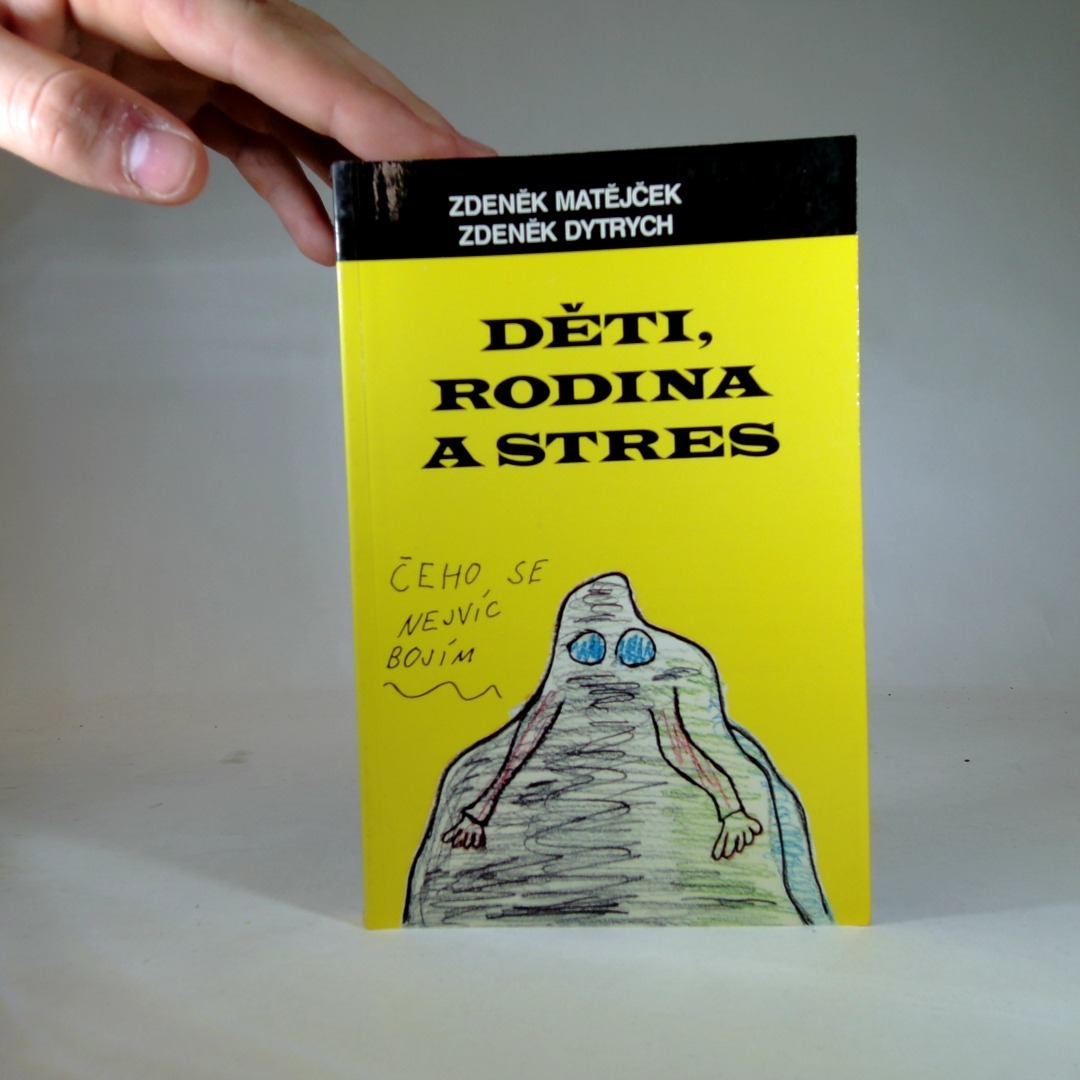 ZDENĚK MATĚJČEK
ZDENĚK DYTRYCH
DĚTI,
RODINA
A STRES
ČEHO SE
NEJVÍC
BOJÍM